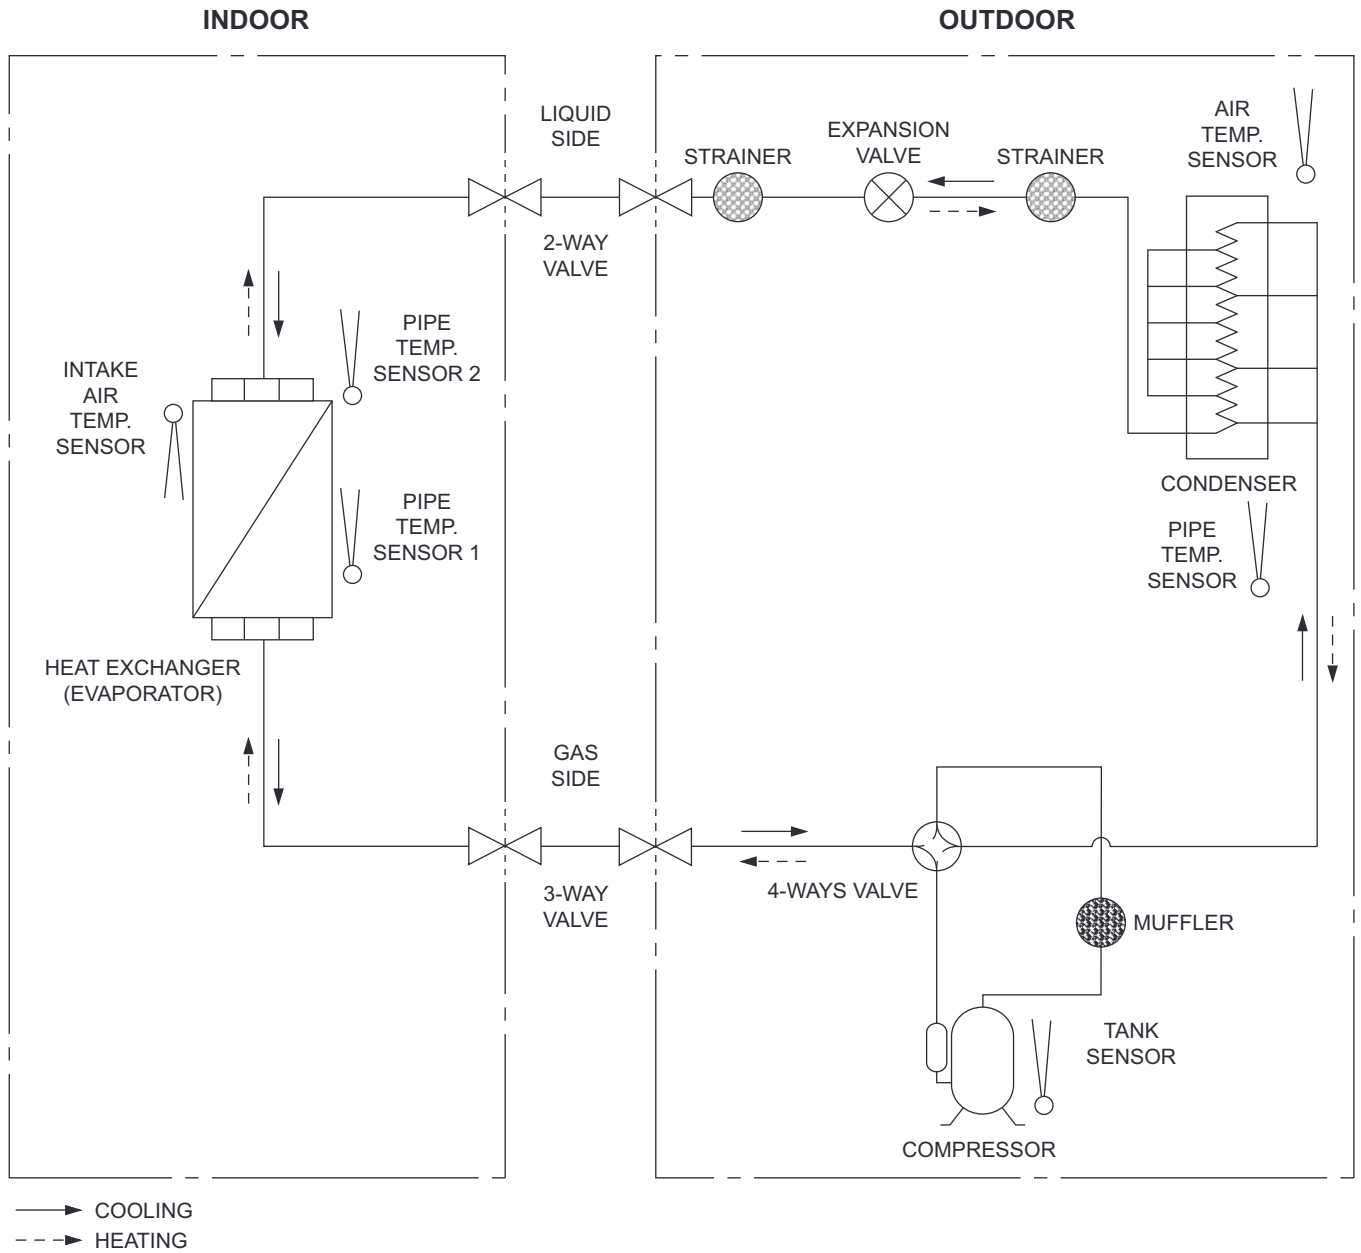 INDOOR
OUTDOOR
LIQUID
SIDE
STRAINER
EXPANSION
VALVE
STRAINER
AIR
TEMP.
SENSOR
2-WAY
VALVE
PIPE
TEMP.
SENSOR 2
INTAKE
AIR
TEMP.
SENSOR
PIPE
TEMP.
SENSOR 1
CONDENSER
PIPE
TEMP.
SENSOR
HEAT EXCHANGER
(EVAPORATOR)
GAS
SIDE
3-WAY
VALVE
4-WAYS VALVE
MUFFLER
TANK
SENSOR
COMPRESSOR
COOLING
HEATING